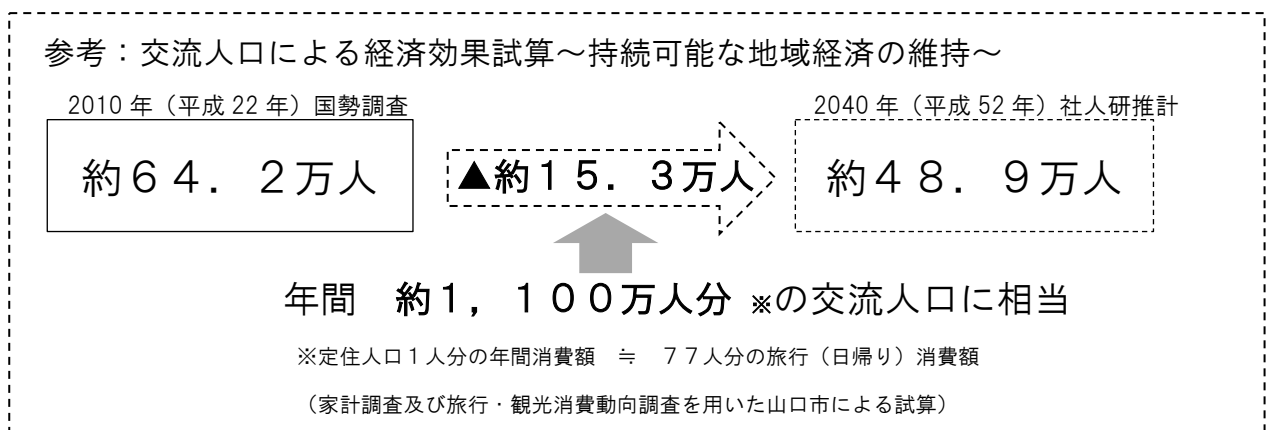 参考：交流人口による経済効果試算～持続可能な地域経済の維持～
2010 年（平成 22 年）国勢調査
2040 年（平成 52 年）社人研推計
約６４．２万人
▲約１５．３万人
約４８．９万人
年間　約１，１００万人分 ※の交流人口に相当
※定住人口１人分の年間消費額　≒　７７人分の旅行（日帰り）消費額
（家計調査及び旅行・観光消費動向調査を用いた山口市による試算）